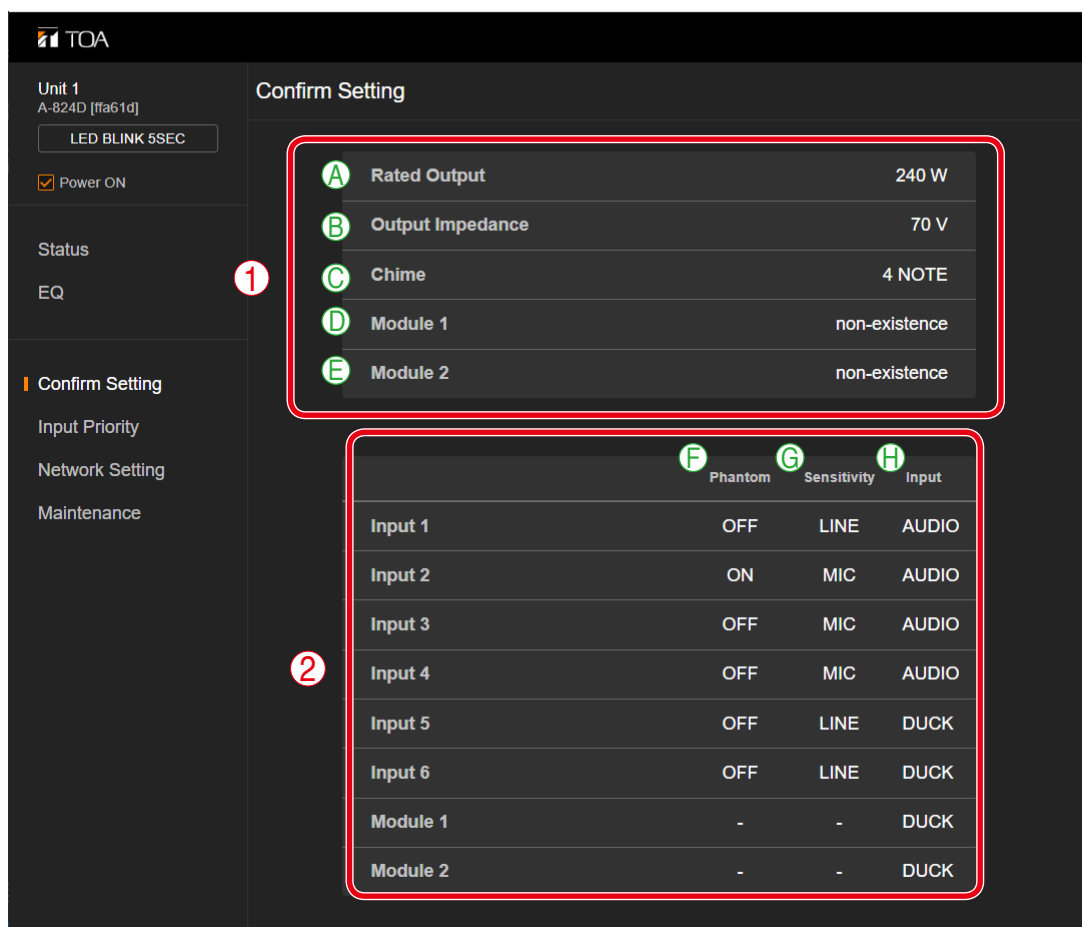 TOA
Unit 1
A-824D [ffa61d]
LED BLINK 5SEC
Power ON
Status
EQ
Confirm Setting
Input Priority
Network Setting
Maintenance
Confirm Setting
1
A Rated Output 240 W
B Output Impedance 70 V
C Chime 4 NOTE
D Module 1 non-existence
E Module 2 non-existence
2
F Phantom G Sensitivity H Input
Input 1 OFF LINE AUDIO
Input 2 ON MIC AUDIO
Input 3 OFF MIC AUDIO
Input 4 OFF MIC AUDIO
Input 5 OFF LINE DUCK
Input 6 OFF LINE DUCK
Module 1 - - DUCK
Module 2 - - DUCK